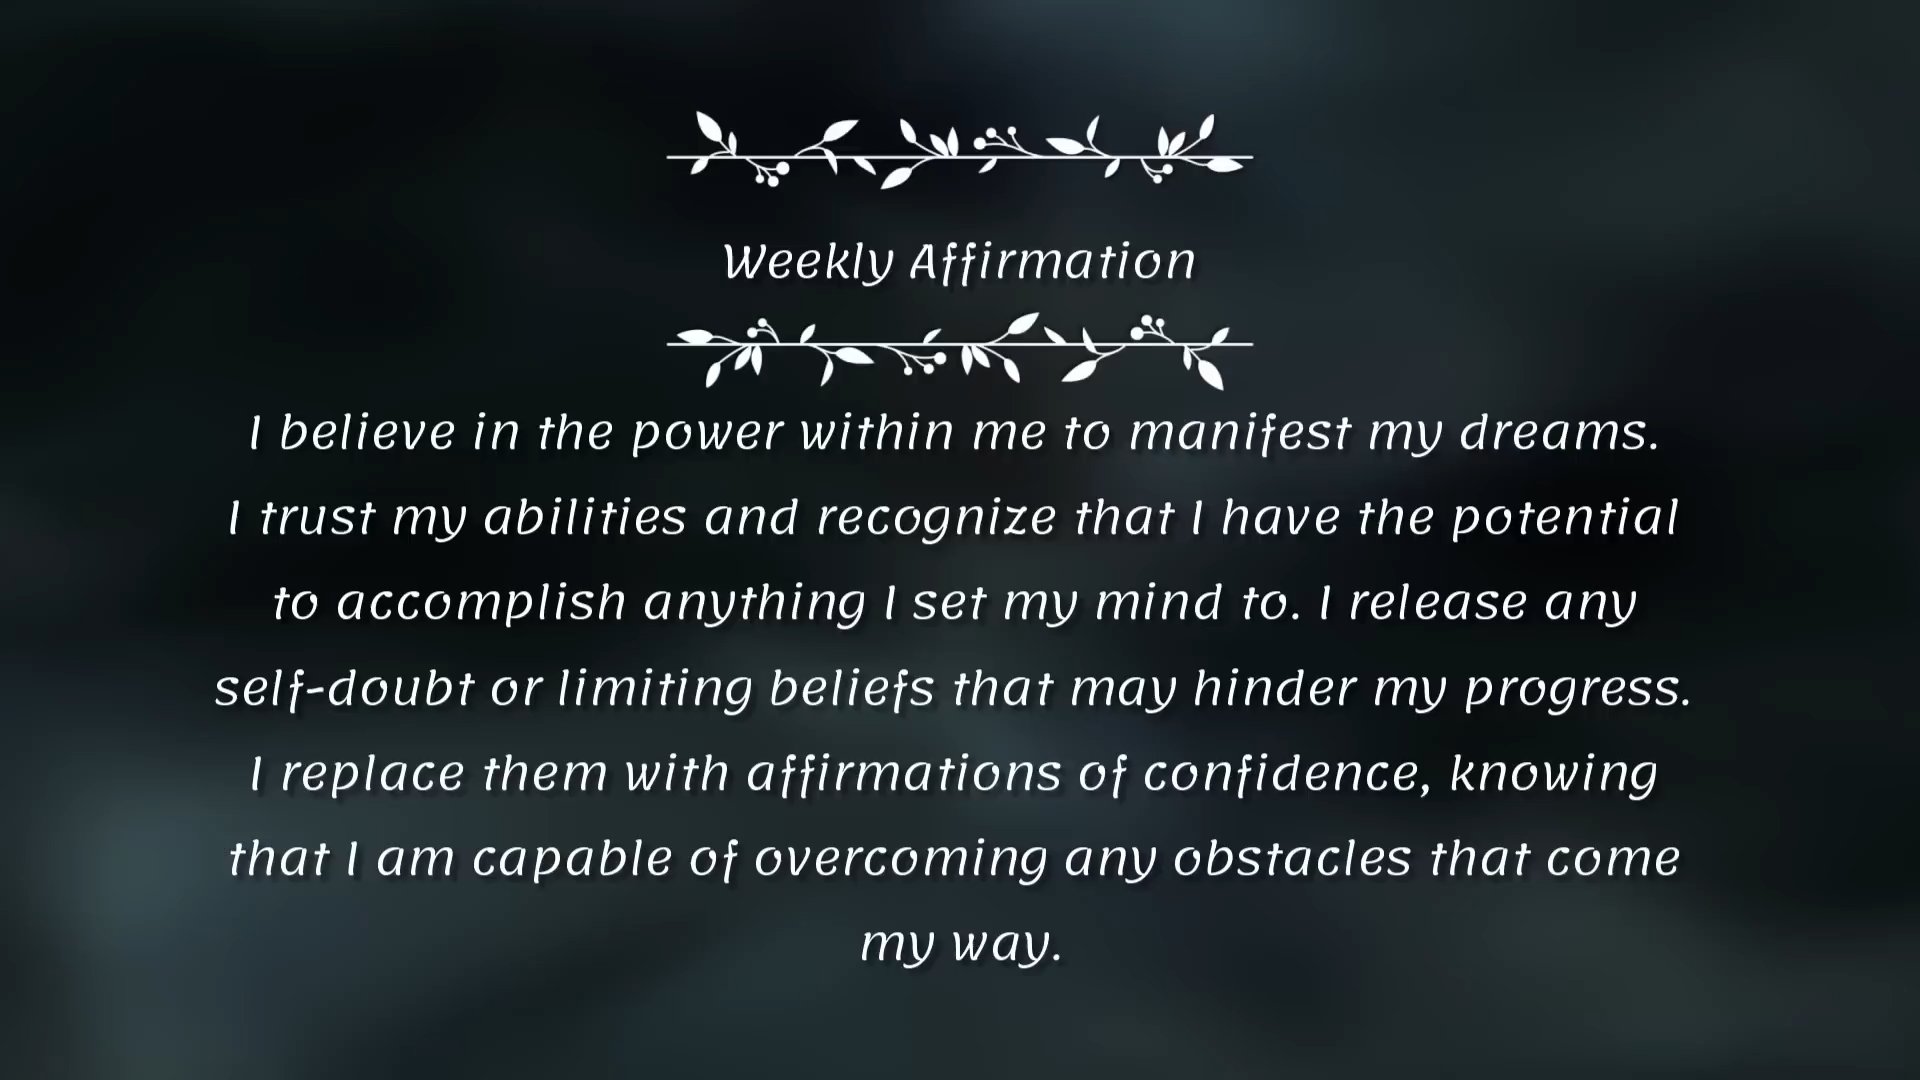 Weekly Affirmation
I believe in the power within me to manifest my dreams.
I trust my abilities and recognize that I have the potential
to accomplish anything I set my mind to. I release any
self-doubt or limiting beliefs that may hinder my progress.
I replace them with affirmations of confidence, knowing
that I am capable of overcoming any obstacles that come
my way.